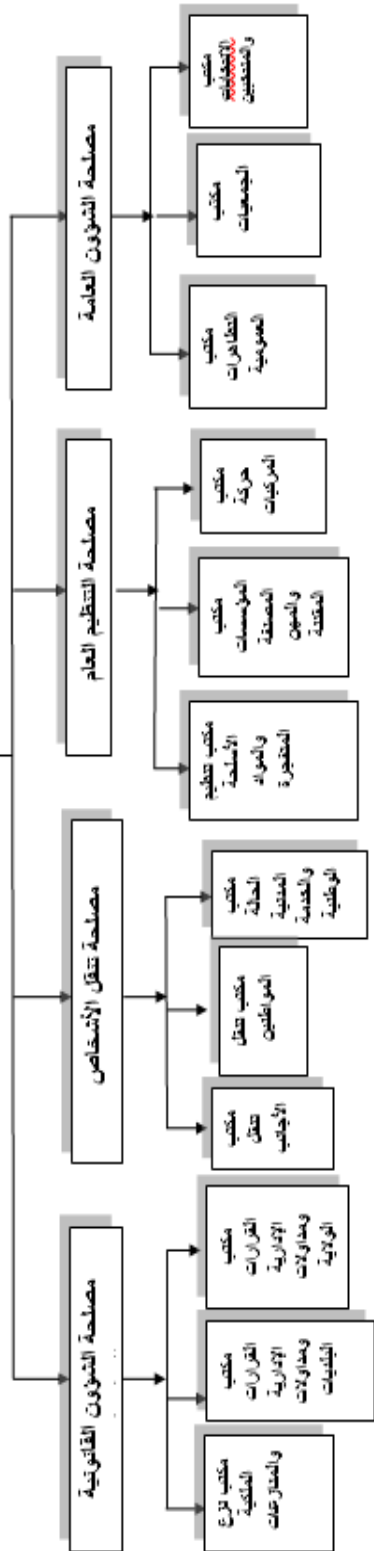 مصلحة الشؤون العامة
مصلحة التنظيم العام
مصلحة تنقل الأشخاص
مصلحة الشؤون القانونية
مكتب
الانتخابات
والمنتخبين
مكتب
الجمعيات
مكتب
التظاهرات
العمومية
مكتب
حركة
المركبات
مكتب
المؤسسات
المصنفة
والمهن
المقننة
مكتب تنظيم
الأسلحة
والمواد
المتفجرة
مكتب
الحالة
المدنية
والخدمة
الوطنية
مكتب تنقل
المواطنين
مكتب
تنقل
الأجانب
مكتب
القرارات
الإدارية
ومداولات
الولاية
مكتب
القرارات
الإدارية
ومداولات
البلديات
مكتب نزع
الملكية
والمنازعات